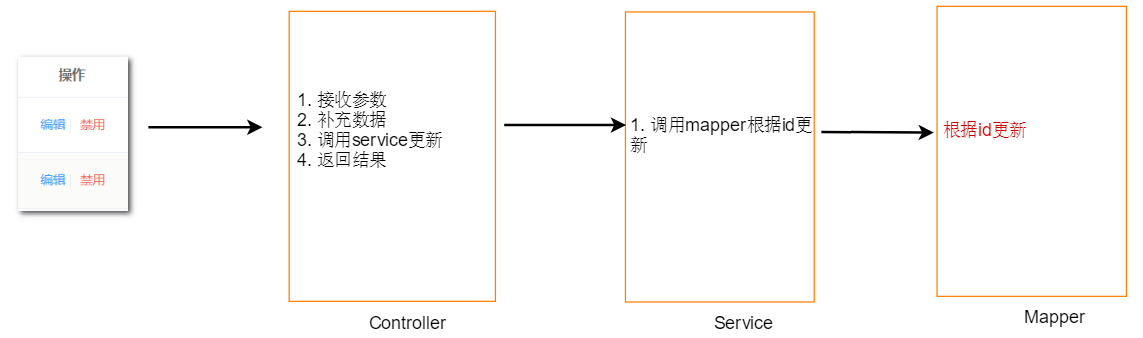 操作
编辑 禁用
编辑 禁用
1. 接收参数
2. 补充数据
3. 调用service更新
4. 返回结果
Controller
1. 调用mapper根据id更
新
Service
根据id更新
Mapper